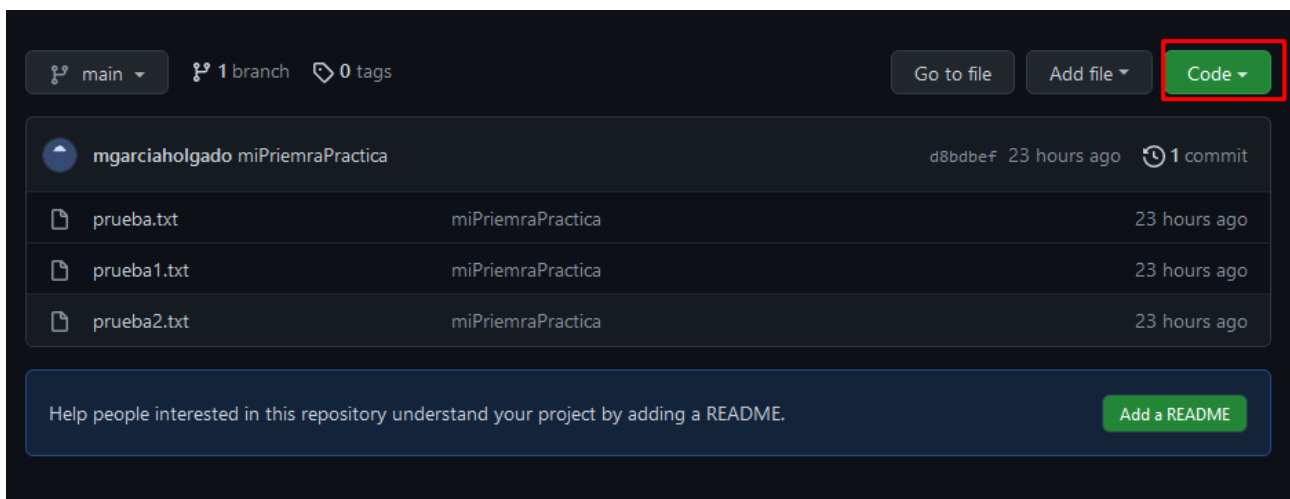 main 1 branch 0 tags Go to file Add file Code
mgarciaholgado miPriemraPractica d8bdbef 23 hours ago 1 commit
prueba.txt miPriemraPractica 23 hours ago
prueba1.txt miPriemraPractica 23 hours ago
prueba2.txt miPriemraPractica 23 hours ago
Help people interested in this repository understand your project by adding a README. Add a README